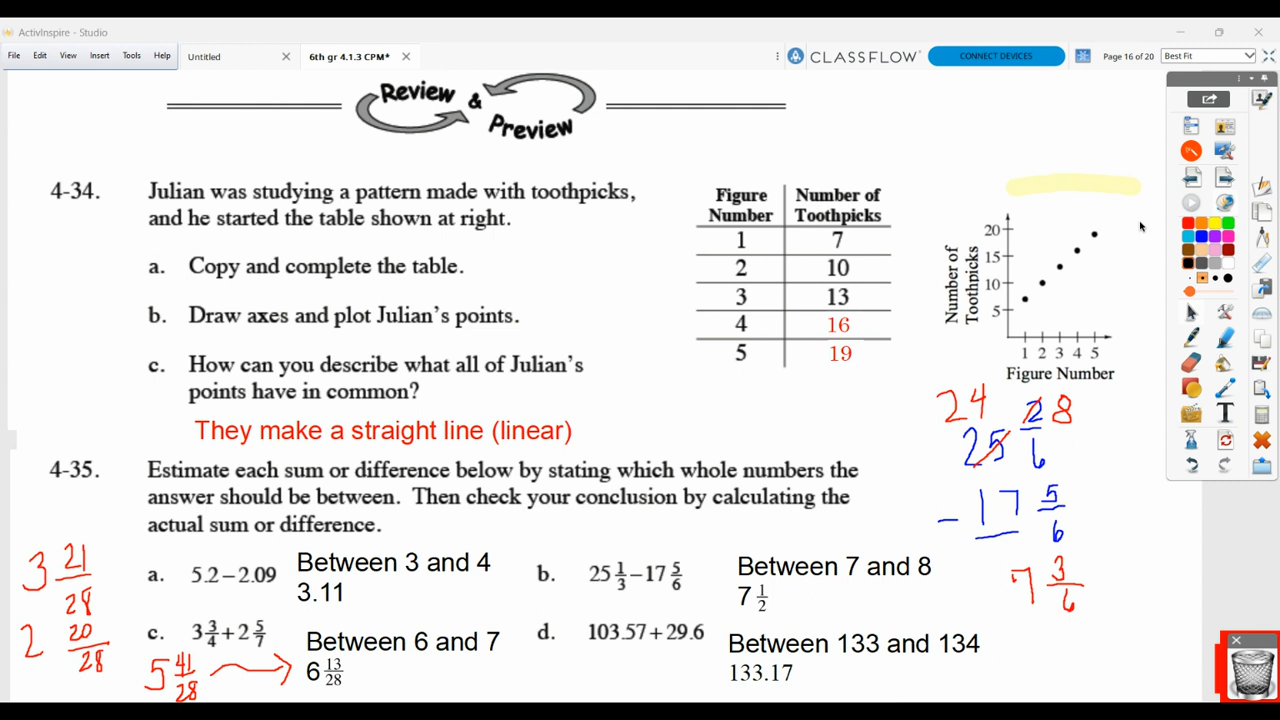 ActivInspire - Studio
File Edit View Insert Tools Help
Untitled
6th gr 4.1.3 CPM*
CLASSFLOW
CONNECT DEVICES
Page 16 of 20
Best Fit
Review &
Preview
4-34. Julian was studying a pattern made with toothpicks,
and he started the table shown at right.
a. Copy and complete the table.
b. Draw axes and plot Julian's points.
c. How can you describe what all of Julian's
points have in common?
They make a straight line (linear)
Figure Number Number of Toothpicks
1 7
2 10
3 13
4 16
5 19
Number of Toothpicks
20
15
10
5
1 2 3 4 5
Figure Number
24 8
25 2/6
- 17 5/6
7 3/6
4-35. Estimate each sum or difference below by stating which whole numbers the
answer should be between. Then check your conclusion by calculating the
actual sum or difference.
a. 5.2 – 2.09
Between 3 and 4
3.11
b. 25 1/3 – 17 5/6
Between 7 and 8
7 1/2
3 21/28
2 20/28
5 41/28
c. 3 3/4 + 2 5/7
Between 6 and 7
6 13/28
d. 103.57 + 29.6
Between 133 and 134
133.17
T